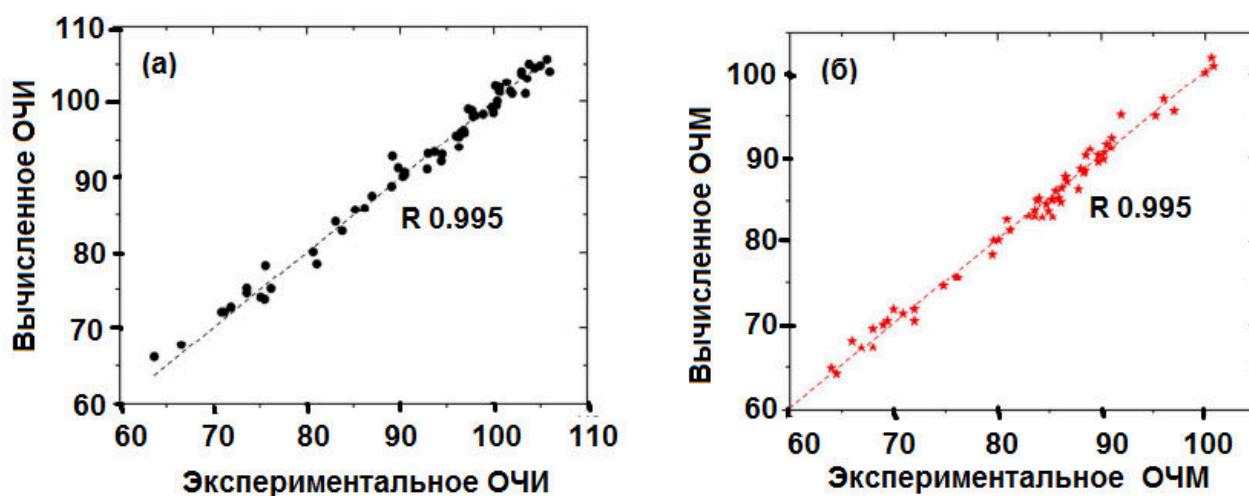 (а)
Вычисленное ОЧИ
110
100
90
80
70
60
R 0.995
60 70 80 90 100 110
Экспериментальное ОЧИ
(б)
Вычисленное ОЧМ
100
90
80
70
60
R 0.995
60 70 80 90 100
Экспериментальное ОЧМ